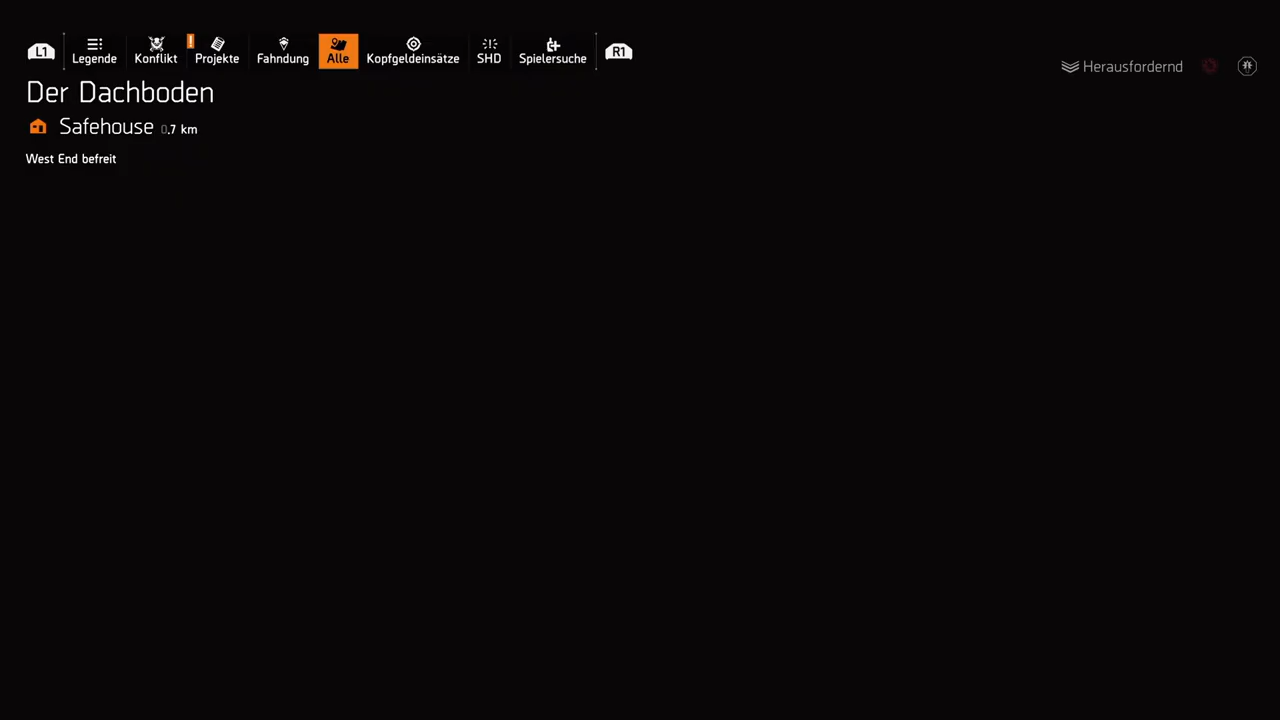 L1 Legende Konflikt ! Projekte Fahndung Alle Kopfgeldeinsätze SHD Spielersuche R1
Herausfordernd
Der Dachboden
Safehouse 0.7 km
West End befreit